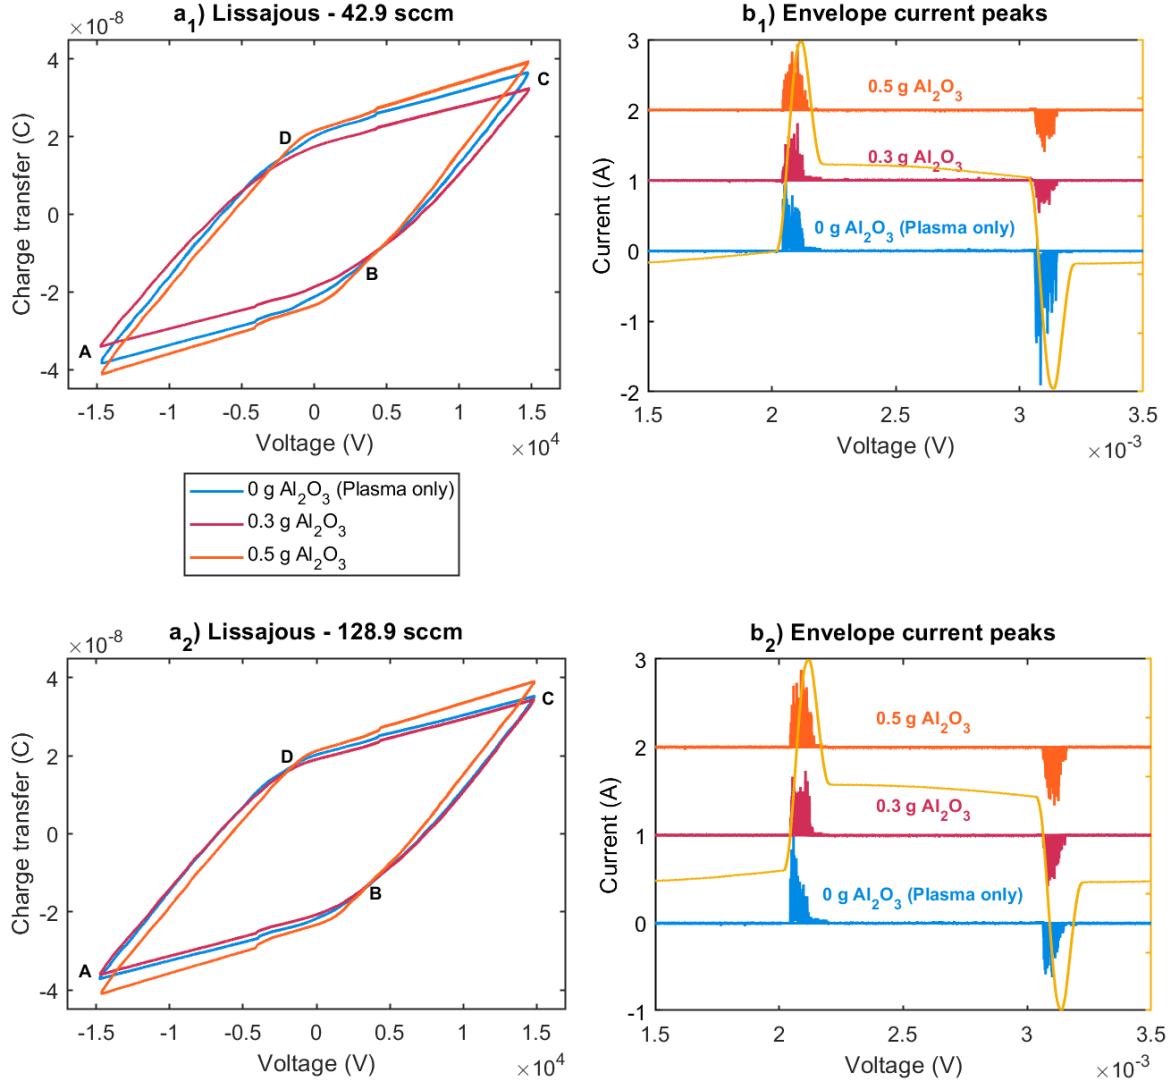 a₁) Lissajous - 42.9 sccm
×10⁻⁸
4
2
0
-2
-4
Charge transfer (C)
A
B
C
D
-1.5 -1 -0.5 0 0.5 1 1.5
Voltage (V)
×10⁴
b₁) Envelope current peaks
3
2
1
0
-1
-2
Current (A)
0.5 g Al₂O₃
0.3 g Al₂O₃
0 g Al₂O₃ (Plasma only)
1.5 2 2.5 3 3.5
Voltage (V)
×10⁻³
0 g Al₂O₃ (Plasma only)
0.3 g Al₂O₃
0.5 g Al₂O₃
a₂) Lissajous - 128.9 sccm
×10⁻⁸
4
2
0
-2
-4
Charge transfer (C)
A
B
C
D
-1.5 -1 -0.5 0 0.5 1 1.5
Voltage (V)
×10⁴
b₂) Envelope current peaks
3
2
1
0
-1
Current (A)
0.5 g Al₂O₃
0.3 g Al₂O₃
0 g Al₂O₃ (Plasma only)
1.5 2 2.5 3 3.5
Voltage (V)
×10⁻³